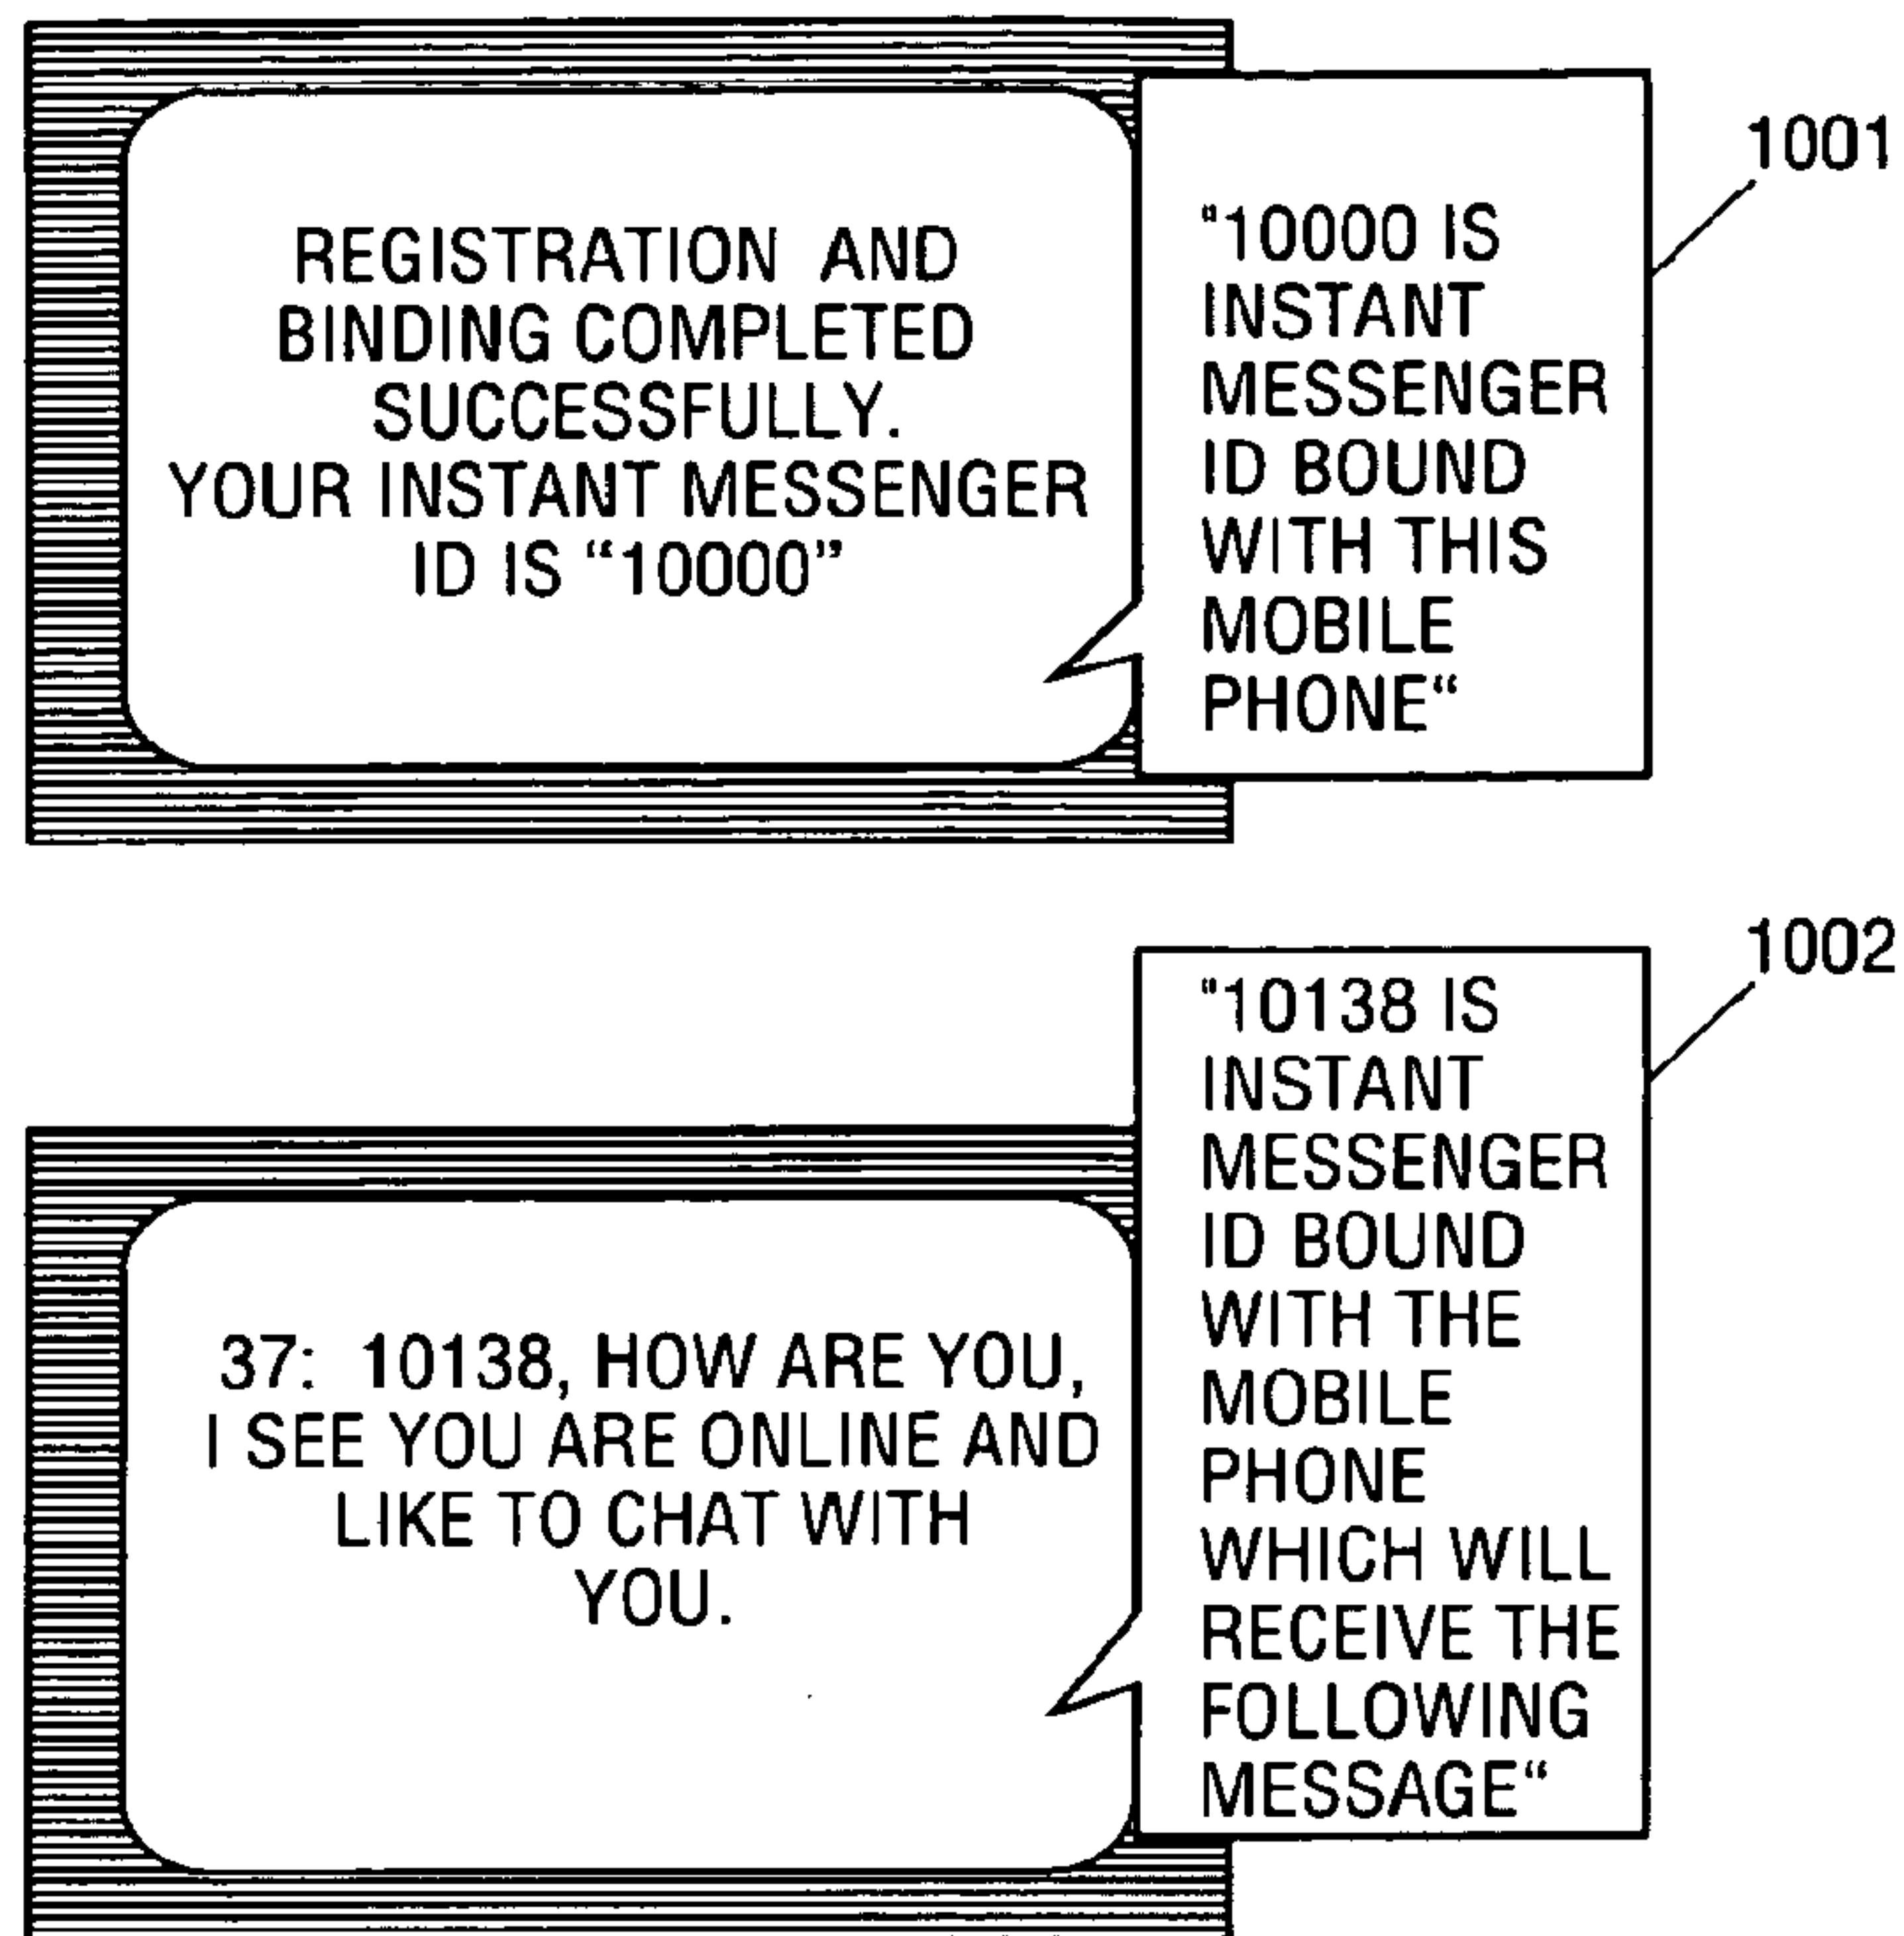 REGISTRATION AND
BINDING COMPLETED
SUCCESSFULLY.
YOUR INSTANT MESSENGER
ID IS “10000”
"10000 IS
INSTANT
MESSENGER
ID BOUND
WITH THIS
MOBILE
PHONE“
1001
37: 10138, HOW ARE YOU,
I SEE YOU ARE ONLINE AND
LIKE TO CHAT WITH
YOU.
"10138 IS
INSTANT
MESSENGER
ID BOUND
WITH THE
MOBILE
PHONE
WHICH WILL
RECEIVE THE
FOLLOWING
MESSAGE“
1002